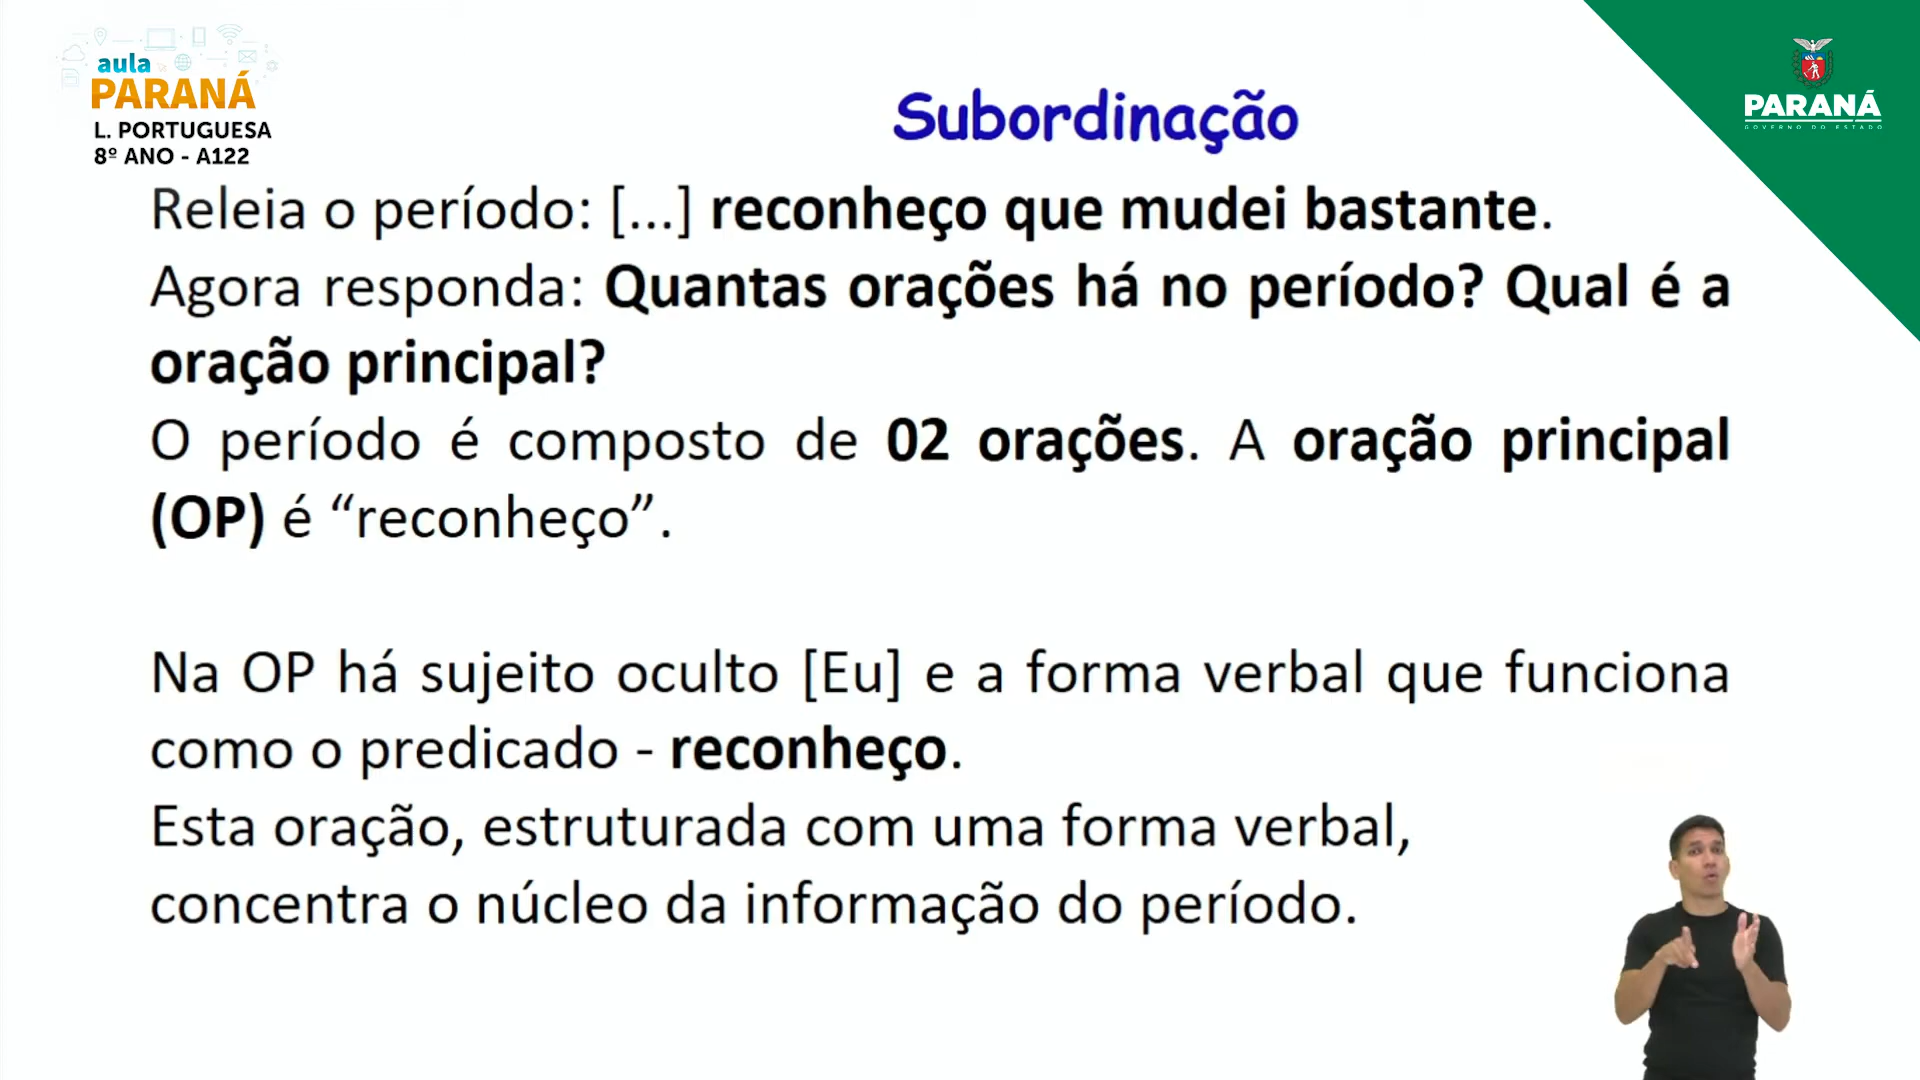 aula
PARANÁ
L. PORTUGUESA
8º ANO - A122
PARANÁ
GOVERNO DO ESTADO
Subordinação
Releia o período: [...] reconheço que mudei bastante.
Agora responda: Quantas orações há no período? Qual é a
oração principal?
O período é composto de 02 orações. A oração principal
(OP) é “reconheço”.
Na OP há sujeito oculto [Eu] e a forma verbal que funciona
como o predicado - reconheço.
Esta oração, estruturada com uma forma verbal,
concentra o núcleo da informação do período.